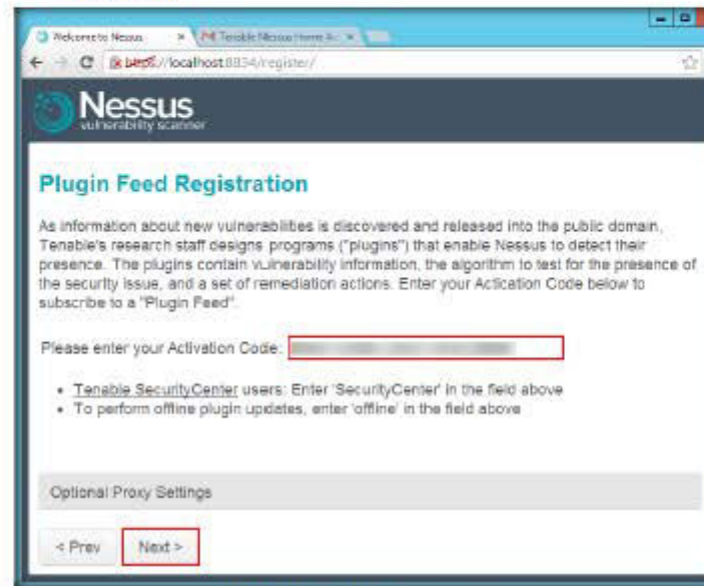 Welcome to Nessus
Tenable Nessus Home
https://localhost:8834/register/
Nessus
vulnerability scanner
Plugin Feed Registration
As information about new vulnerabilities is discovered and released into the public domain,
Tenable's research staff designs programs ("plugins") that enable Nessus to detect their
presence. The plugins contain vulnerability information, the algorithm to test for the presence of
the security issue, and a set of remediation actions. Enter your Activation Code below to
subscribe to a "Plugin Feed".
Please enter your Activation Code:
• Tenable SecurityCenter users: Enter 'SecurityCenter' in the field above
• To perform offline plugin updates, enter 'offline' in the field above
Optional Proxy Settings
< Prev
Next >